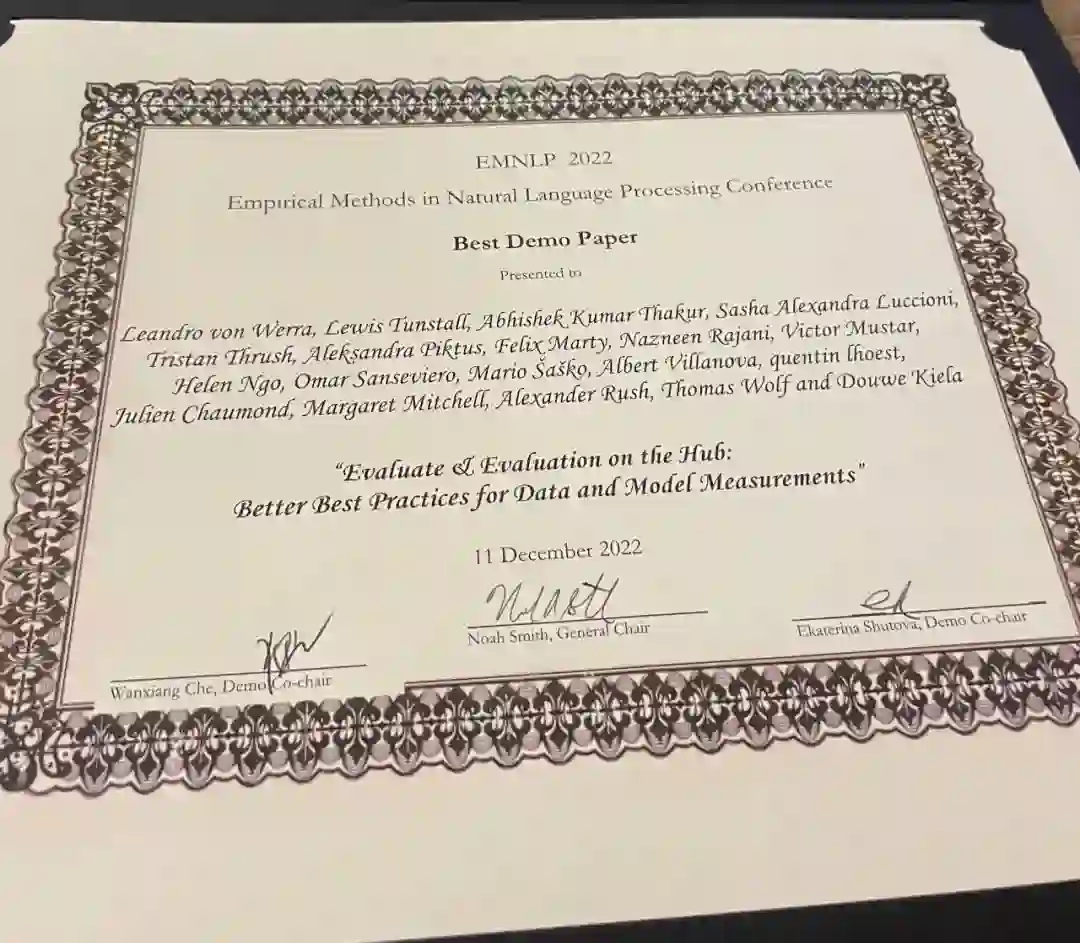 EMNLP 2022
Empirical Methods in Natural Language Processing Conference
Best Demo Paper
Presented to
Leandro von Werra, Lewis Tunstall, Abhishek Kumar Thakur, Sasha Alexandra Luccioni,
Tristan Thrush, Aleksandra Piktus, Felix Marty, Nazneen Rajani, Victor Mustar,
Helen Ngo, Omar Sanseviero, Mario Šaško, Albert Villanova, quentin lhoest,
Julien Chaumond, Margaret Mitchell, Alexander Rush, Thomas Wolf and Douwe Kiela
"Evaluate & Evaluation on the Hub:
Better Best Practices for Data and Model Measurements"
11 December 2022
Noah Smith, General Chair
Ekaterina Shutova, Demo Co-chair
Wanxiang Che, Demo Co-chair